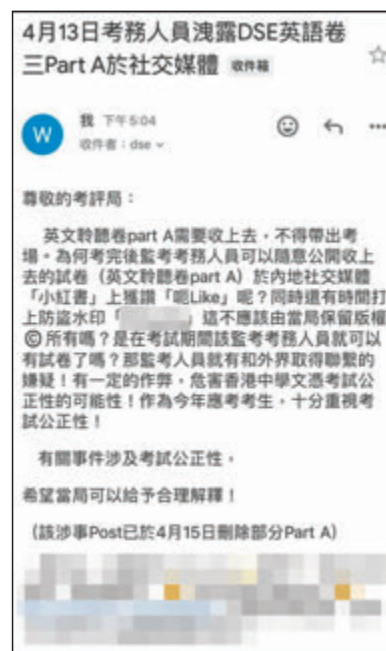 4月13日考務人員洩露DSE英語卷
三Part A於社交媒體 收件箱
W
我 下午5:04
收件者：dse
尊敬的考評局：
英文聆聽卷part A需要收上去，不得帶出考
場。為何考完後監考考務人員可以隨意公開收上
去的試卷（英文聆聽卷part A）於內地社交媒體
「小紅書」上獲讚「呃Like」呢？同時還有時間打
上防盜水印「 」這不應該由當局保留版權
©所有嗎？是在考試期間該監考考務人員就可以
有試卷了嗎？那監考人員就有和外界取得聯繫的
嫌疑！有一定的作弊，危害香港中學文憑考試公
正性的可能性！作為今年應考考生，十分重視考
試公正性！
有關事件涉及考試公正性，
希望當局可以給予合理解釋！
（該涉事Post已於4月15日刪除部分Part A）